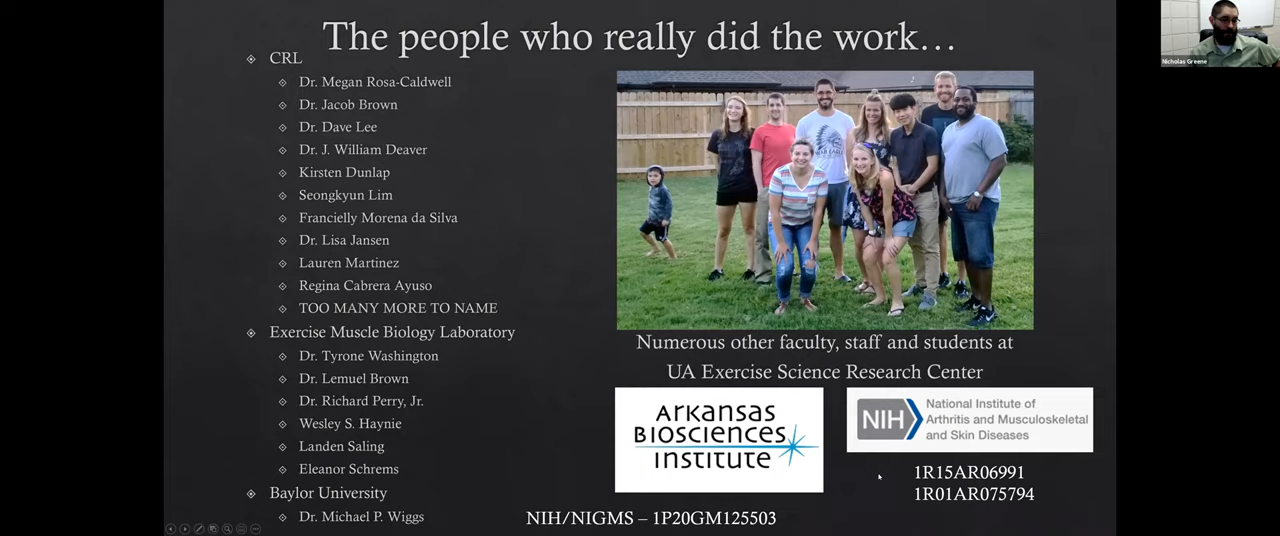 The people who really did the work...
CRL
Dr. Megan Rosa-Caldwell
Dr. Jacob Brown
Dr. Dave Lee
Dr. J. William Deaver
Kirsten Dunlap
Seongkyun Lim
Francielly Morena da Silva
Dr. Lisa Jansen
Lauren Martinez
Regina Cabrera Ayuso
TOO MANY MORE TO NAME
Exercise Muscle Biology Laboratory
Dr. Tyrone Washington
Dr. Lemuel Brown
Dr. Richard Perry, Jr.
Wesley S. Haynie
Landen Saling
Eleanor Schrems
Baylor University
Dr. Michael P. Wiggs
Numerous other faculty, staff and students at
UA Exercise Science Research Center
ARKANSAS
BIOSCIENCES
INSTITUTE
NIH
National Institute of
Arthritis and Musculoskeletal
and Skin Diseases
1R15AR06991
1R01AR075794
NIH/NIGMS – 1P20GM125503
Nicholas Greene